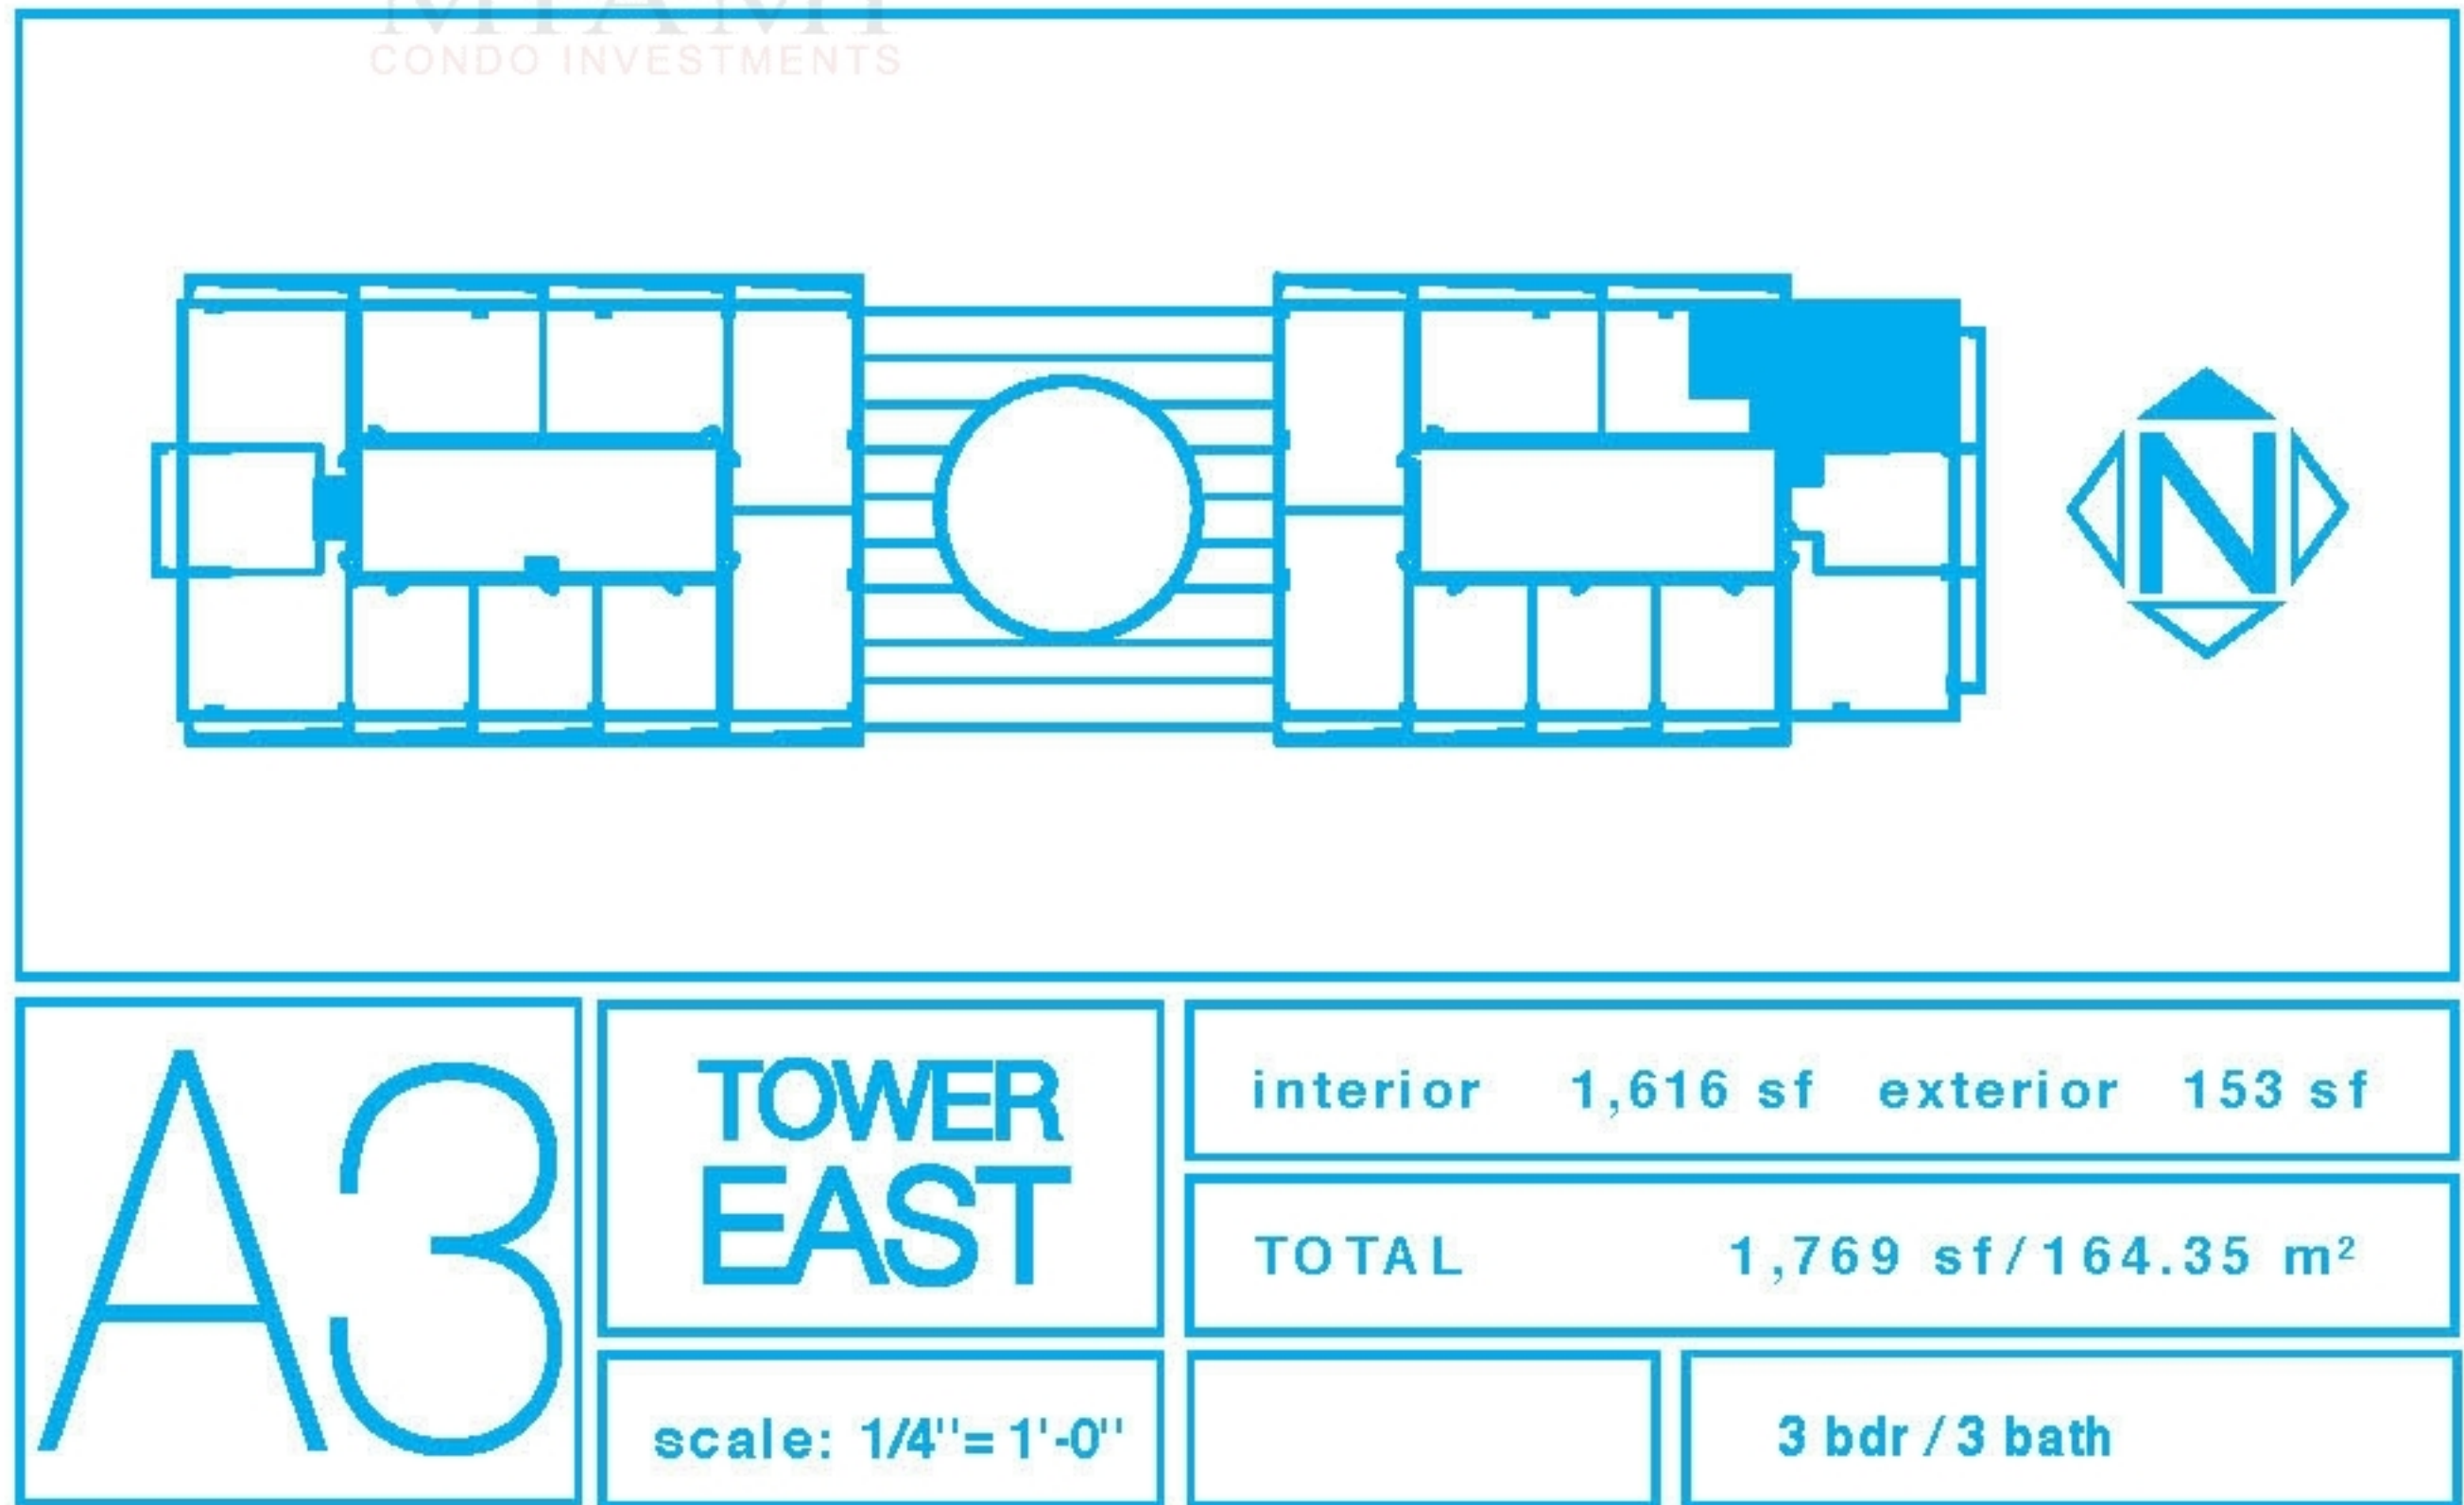 MIAMI
CONDO INVESTMENTS
N
A3
TOWER
EAST
interior 1,616 sf exterior 153 sf
TOTAL 1,769 sf/164.35 m²
scale: 1/4"= 1'-0"
3 bdr / 3 bath